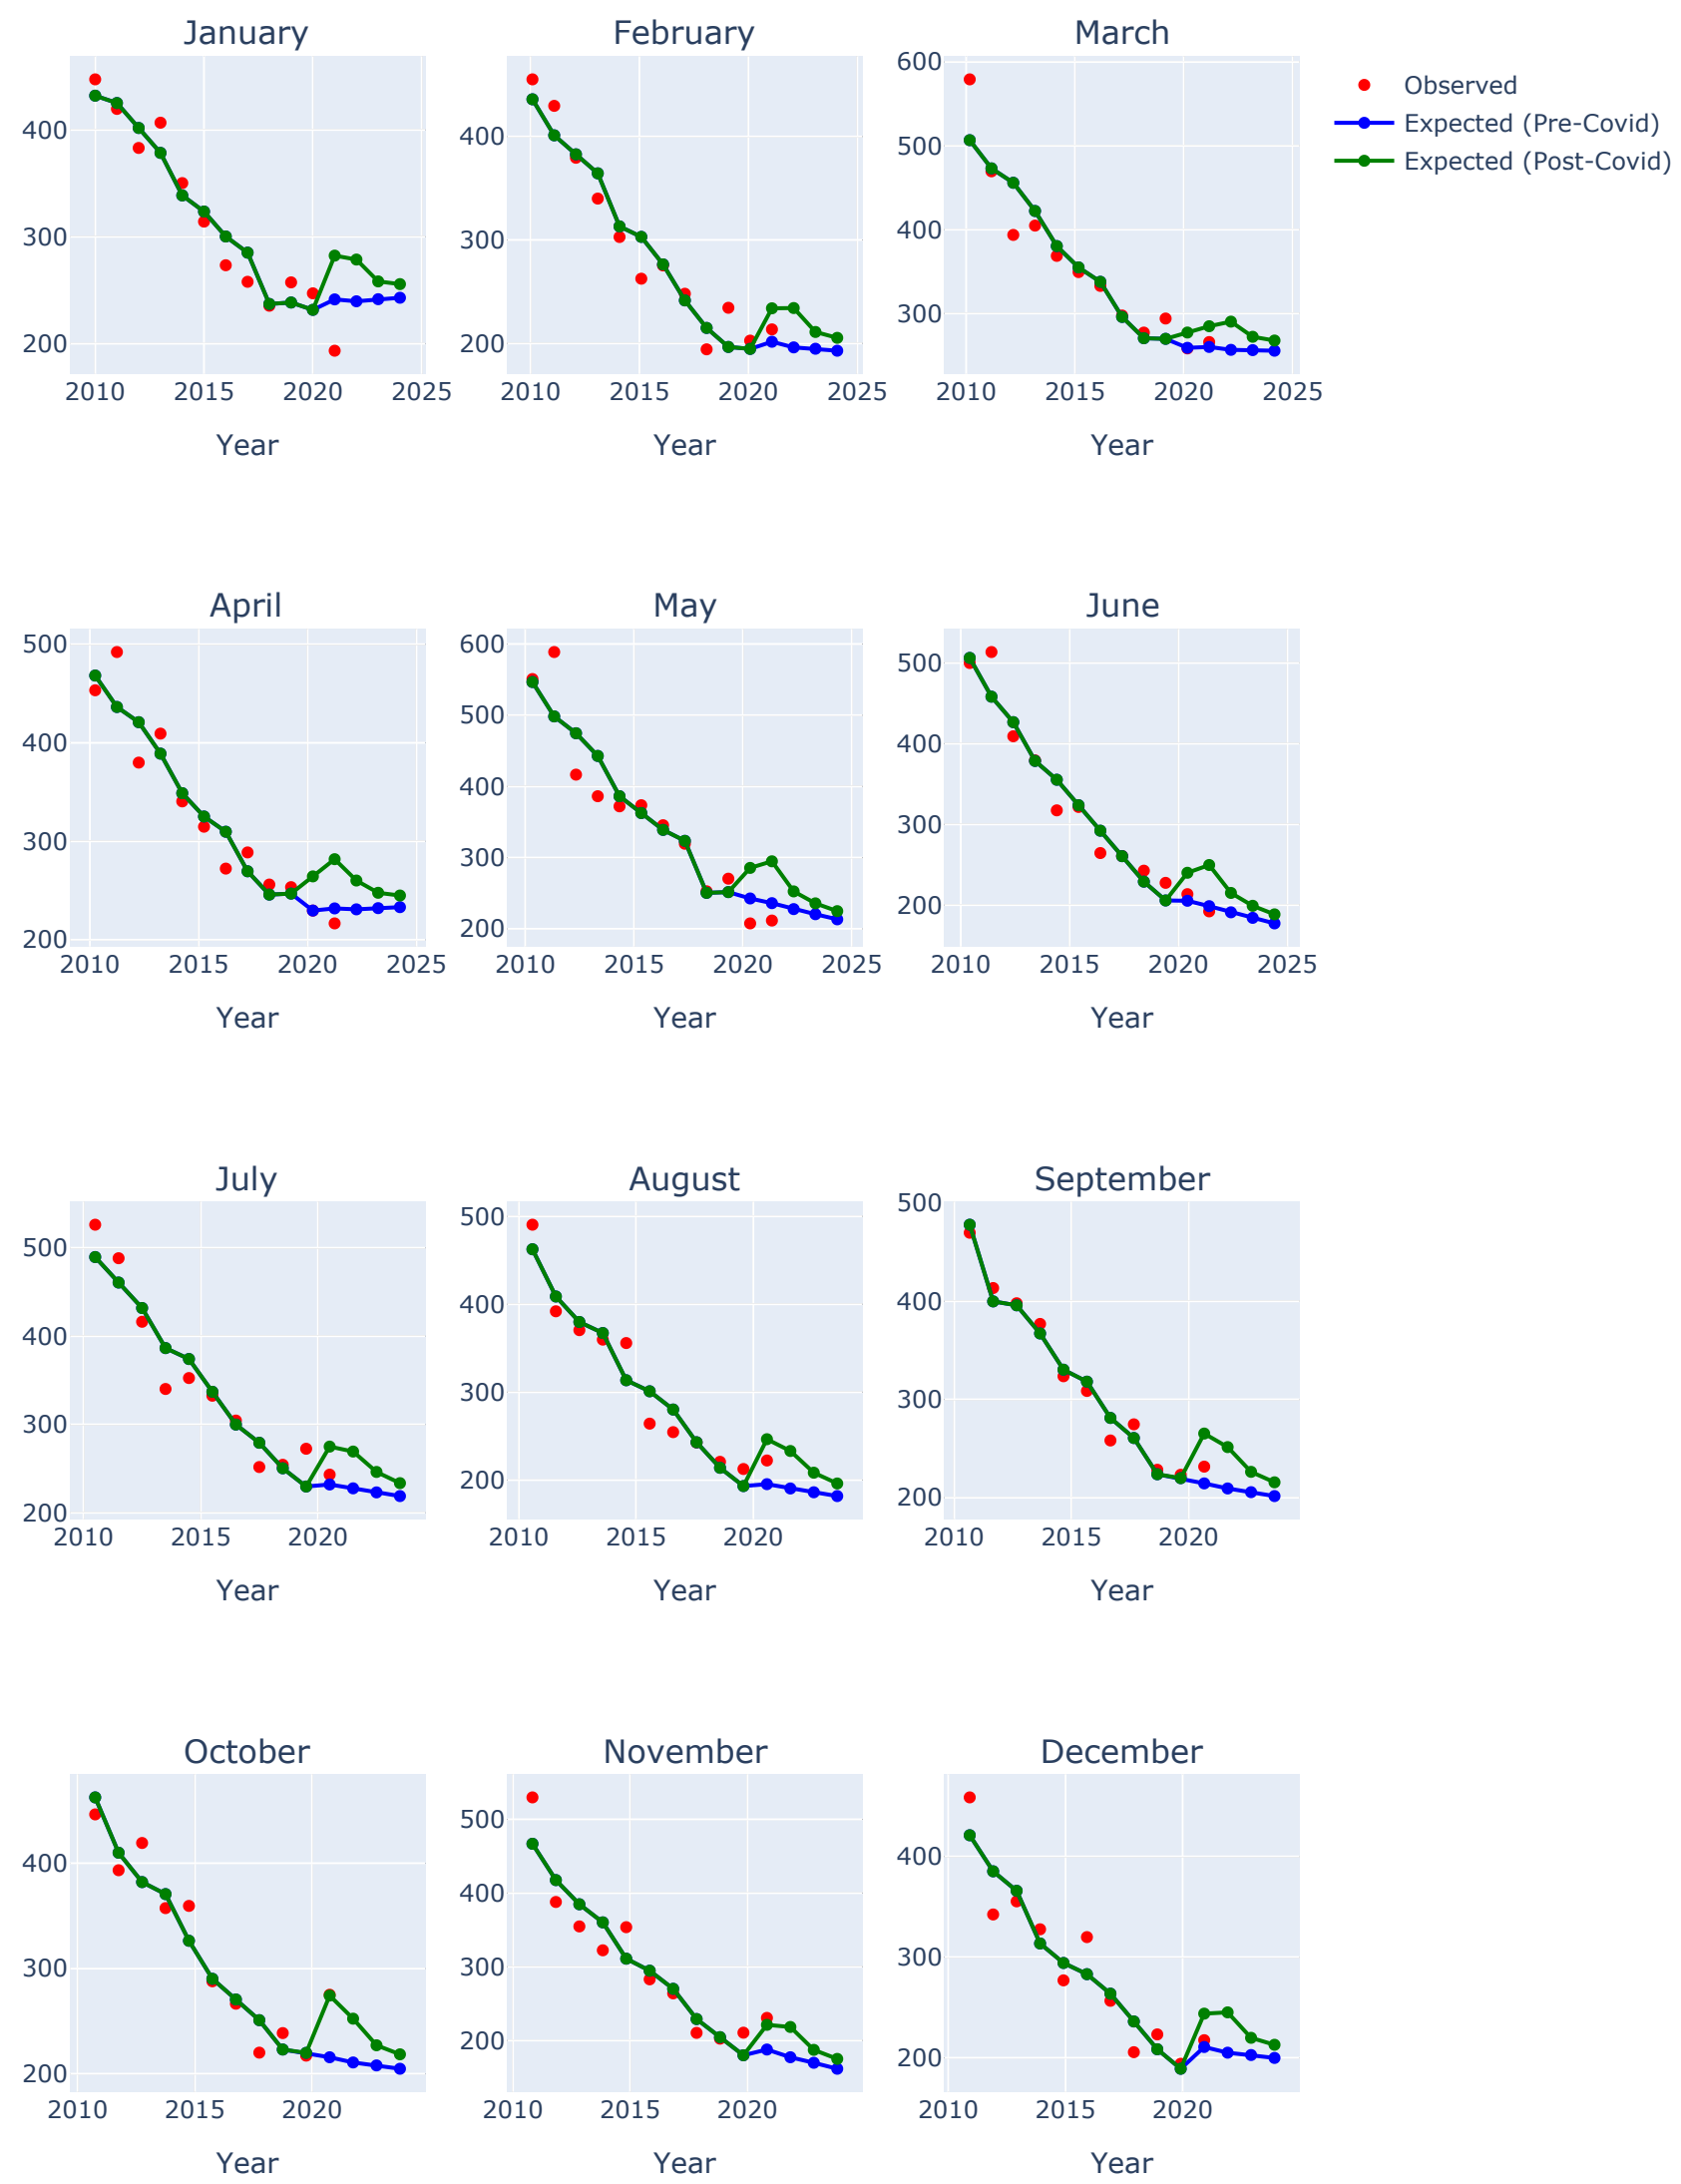 January February March
600
400
500
300
400
200
300
2010 2015 2020 2025
Year
400
300
200
2010 2015 2020 2025
Year
2010 2015 2020 2025
Year
Observed
Expected (Pre-Covid)
Expected (Post-Covid)
April May June
500
400
300
200
2010 2015 2020 2025
Year
600
500
400
300
200
2010 2015 2020 2025
Year
500
400
300
200
2010 2015 2020 2025
Year
July August September
500
400
300
200
2010 2015 2020
Year
500
400
300
200
2010 2015 2020
Year
500
400
300
200
2010 2015 2020
Year
October November December
400
300
200
2010 2015 2020
Year
500
400
300
200
2010 2015 2020
Year
400
300
200
2010 2015 2020
Year